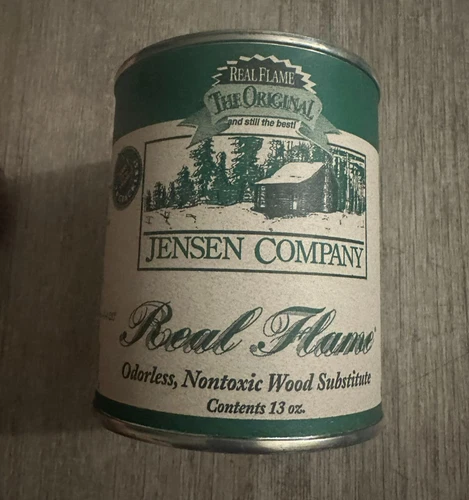 REAL FLAME
THE ORIGINAL
and still the best!
JENSEN COMPANY
Real Flame
Odorless, Nontoxic Wood Substitute
Contents 13 oz.